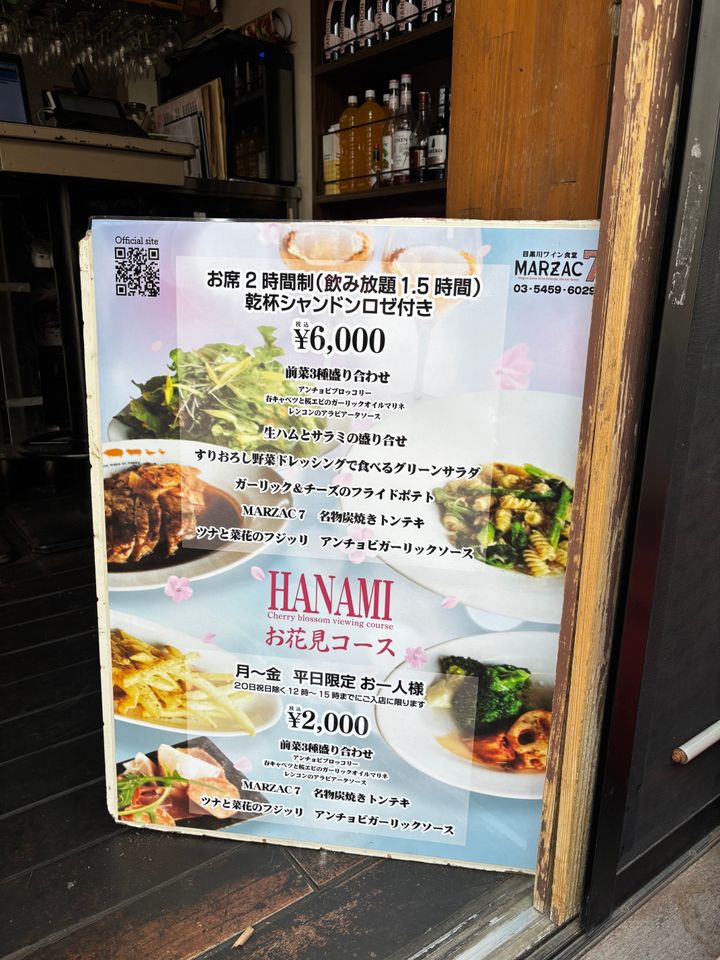 Official site
目黒川ワイン食堂
MARZAC 7
03-5459-6029
お席2時間制(飲み放題1.5時間)
乾杯シャンドンロゼ付き
税込
¥6,000
前菜3種盛り合わせ
アンチョビブロッコリー
春キャベツと桜エビのガーリックオイルマリネ
レンコンのアラビアータソース
生ハムとサラミの盛り合せ
すりおろし野菜ドレッシングで食べるグリーンサラダ
ガーリック&チーズのフライドポテト
MARZAC7 名物炭焼きトンテキ
ツナと菜花のフジッリ アンチョビガーリックソース
HANAMI
Cherry blossom viewing course
お花見コース
月〜金 平日限定 お一人様
20日祝日除く12時〜15時までにご入店に限ります
税込
¥2,000
前菜3種盛り合わせ
アンチョビブロッコリー
春キャベツと桜エビのガーリックオイルマリネ
レンコンのアラビアータソース
MARZAC7 名物炭焼きトンテキ
ツナと菜花のフジッリ アンチョビガーリックソース